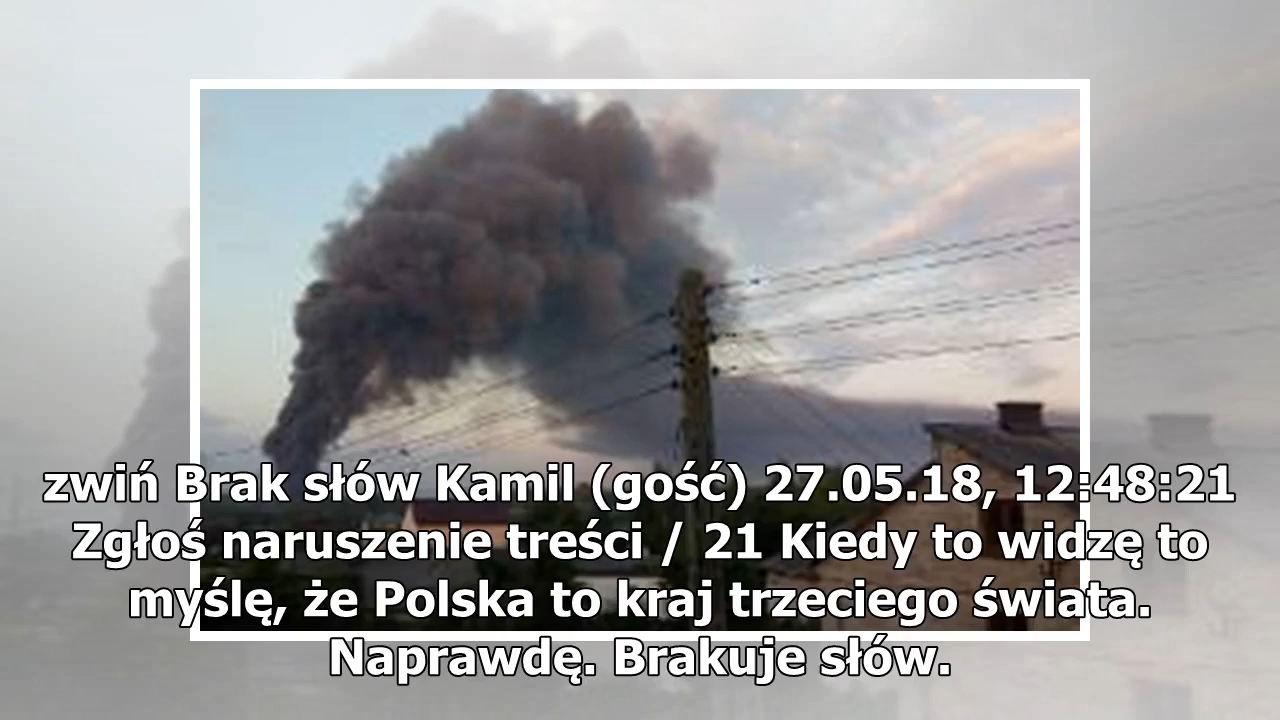 zwiń Brak słów Kamil (gość) 27.05.18, 12:48:21
Zgłoś naruszenie treści / 21 Kiedy to widzę to
myślę, że Polska to kraj trzeciego świata.
Naprawdę. Brakuje słów.